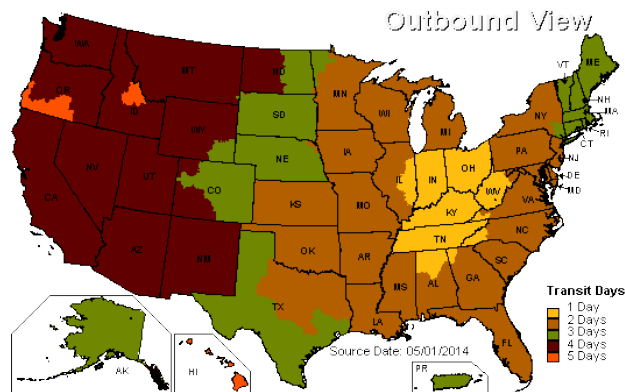 Outbound View
WA
MT
ND
MN
VT
ME
OR
ID
SD
WI
MI
NY
NH
MA
RI
CT
WY
NE
IA
IL
IN
OH
PA
NJ
DE
MD
NV
UT
CO
KS
MO
KY
WV
VA
CA
AZ
NM
OK
AR
TN
NC
SC
TX
LA
MS
AL
GA
FL
AK
HI
PR
Source Date: 05/01/2014
Transit Days
1 Day
2 Days
3 Days
4 Days
5 Days